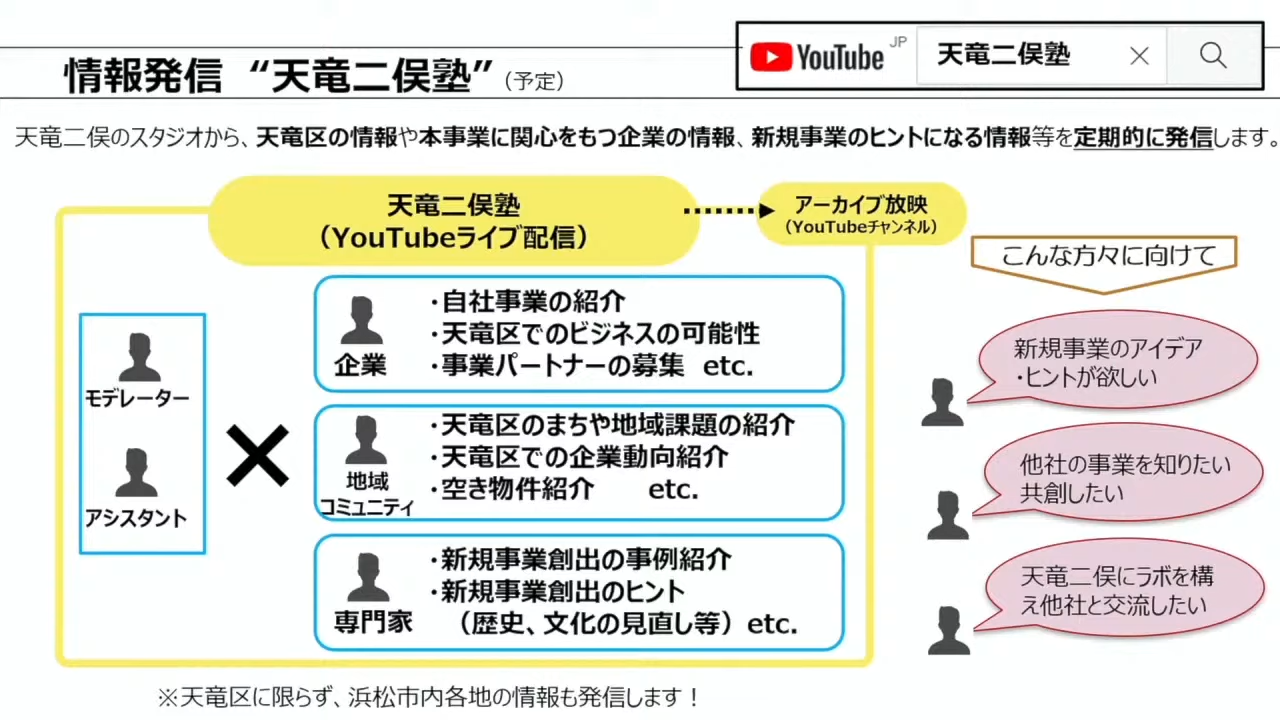 情報発信 “天竜二俣塾”（予定）
YouTube JP 天竜二俣塾
天竜二俣のスタジオから、天竜区の情報や本事業に関心をもつ企業の情報、新規事業のヒントになる情報等を定期的に発信します。
天竜二俣塾
（YouTubeライブ配信）
アーカイブ放映
（YouTubeチャンネル）
モデレーター
アシスタント
企業
・自社事業の紹介
・天竜区でのビジネスの可能性
・事業パートナーの募集 etc.
地域
コミュニティ
・天竜区のまちや地域課題の紹介
・天竜区での企業動向紹介
・空き物件紹介 etc.
専門家
・新規事業創出の事例紹介
・新規事業創出のヒント
（歴史、文化の見直し等）etc.
こんな方々に向けて
新規事業のアイデア
・ヒントが欲しい
他社の事業を知りたい
共創したい
天竜二俣にラボを構
え他社と交流したい
※天竜区に限らず、浜松市内各地の情報も発信します！